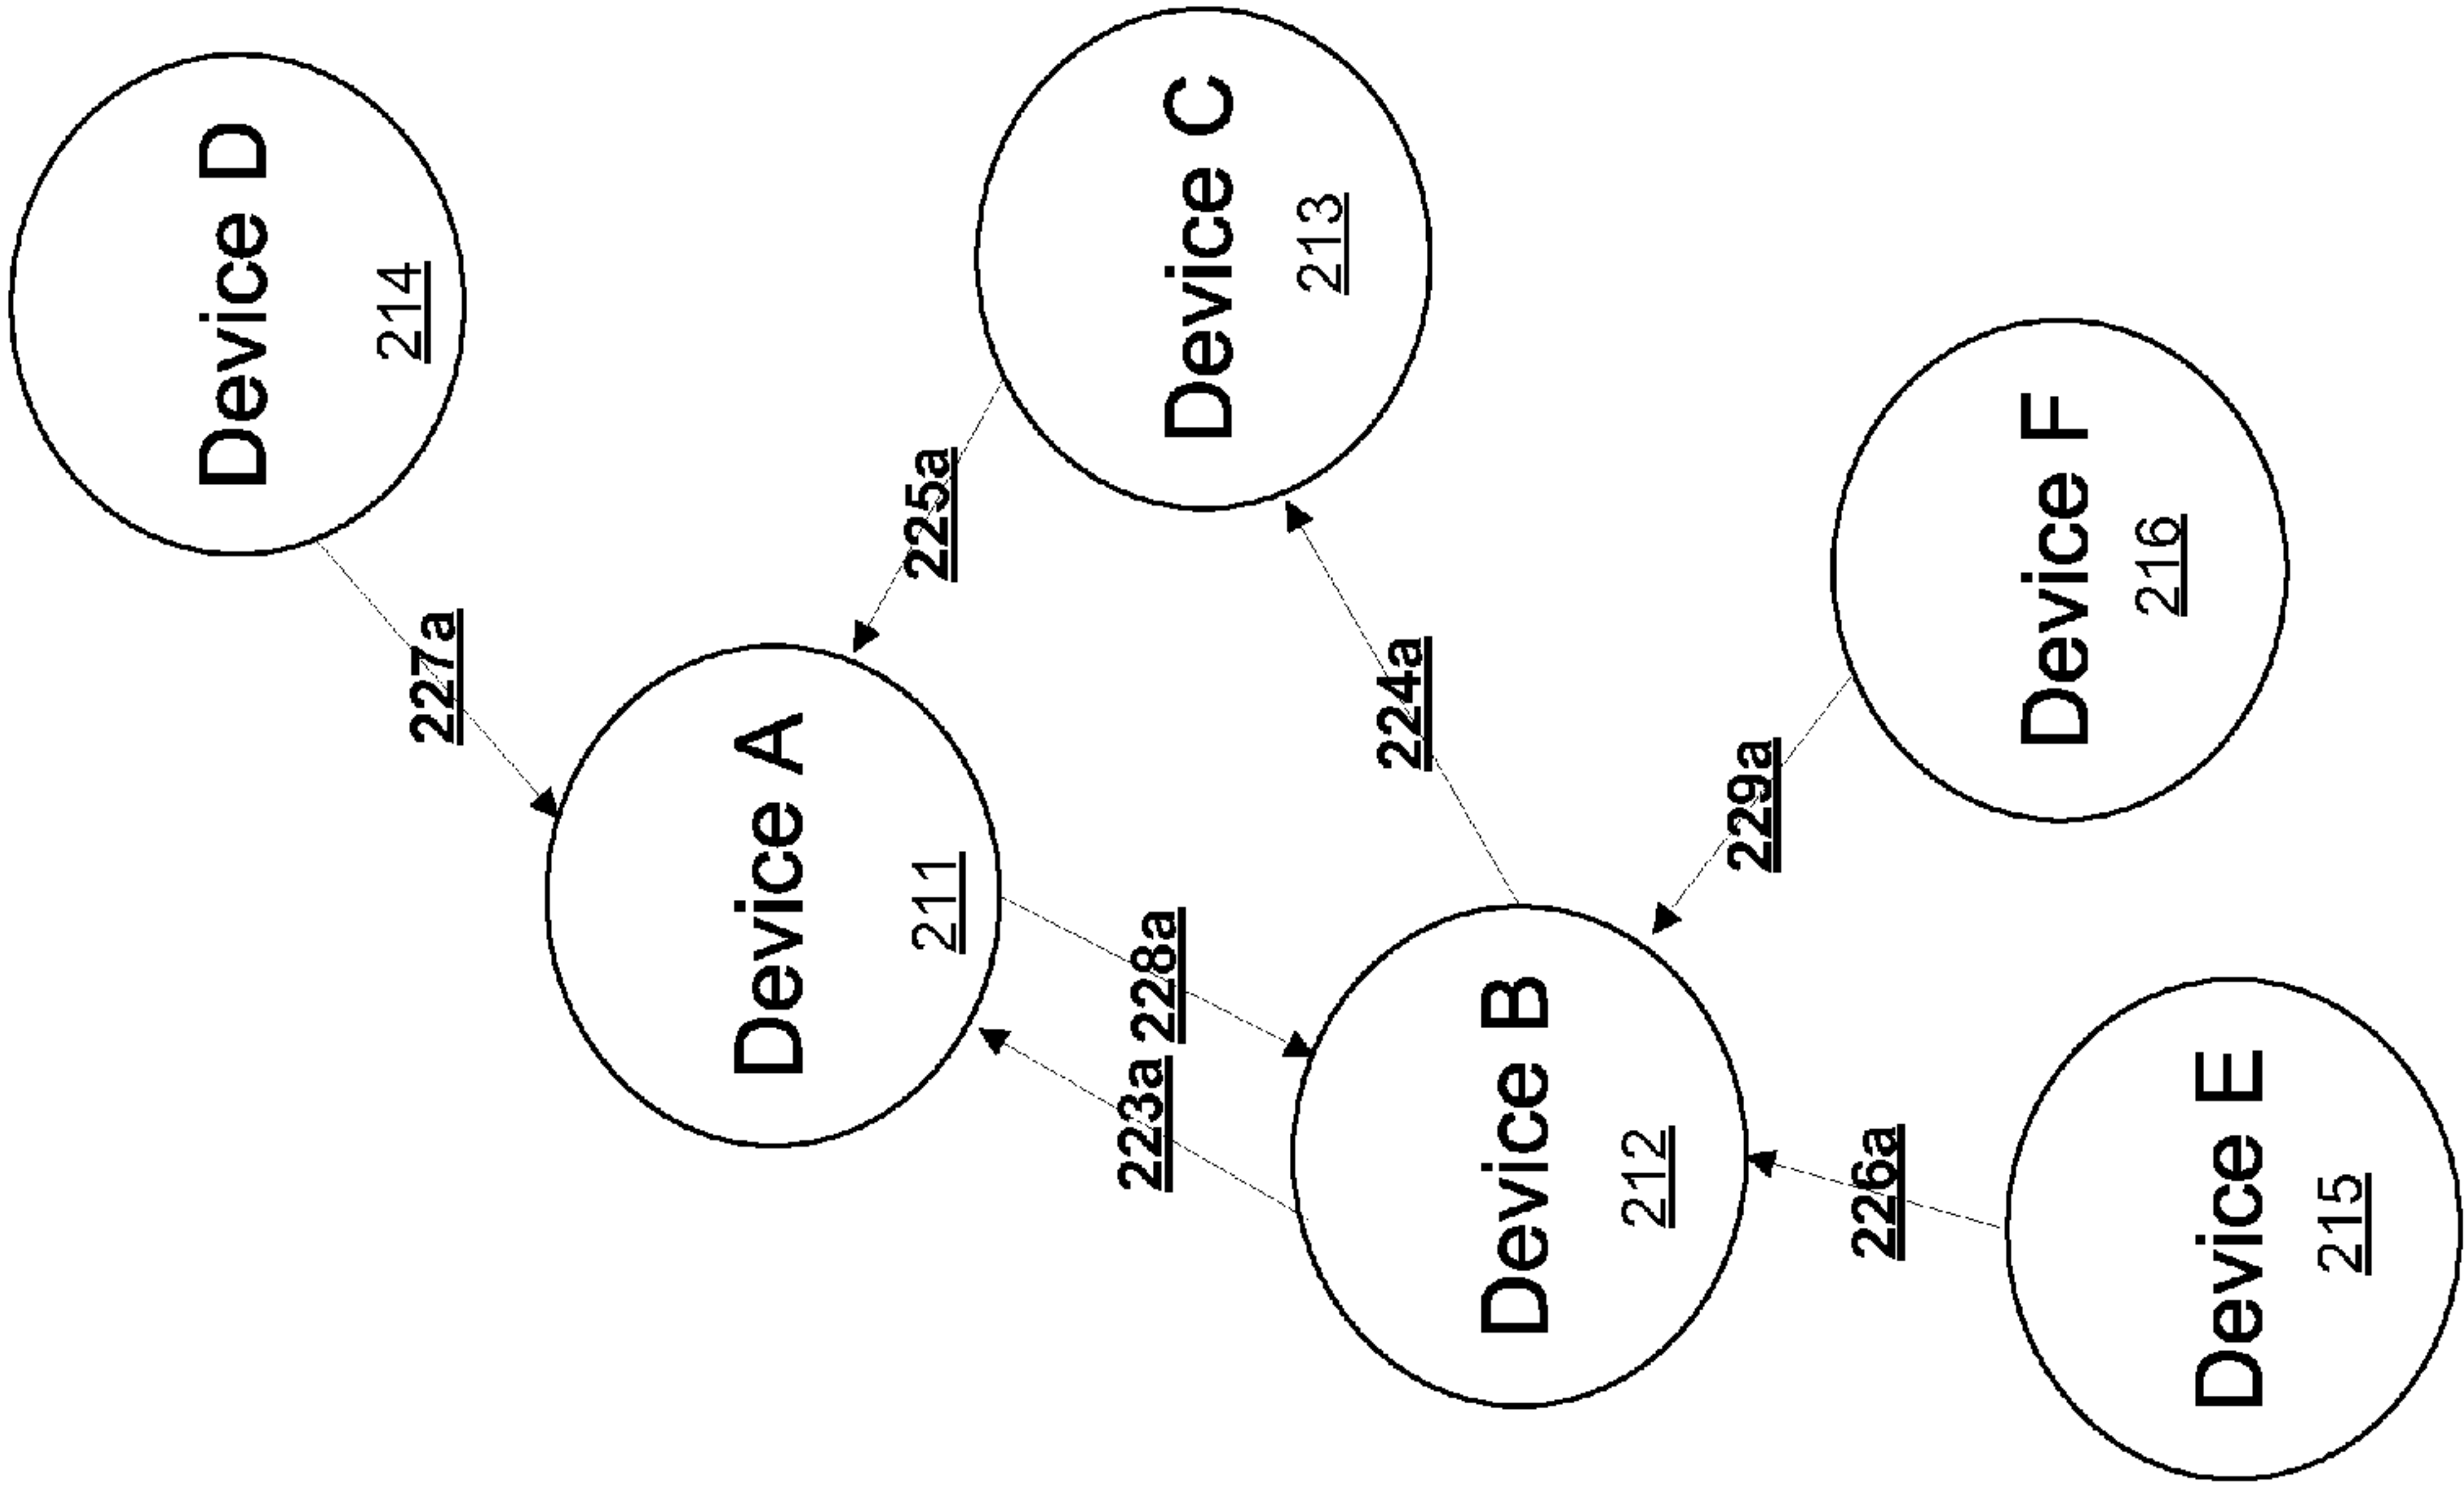 Device D
214
227a
Device A
211
225a
Device C
213
223a
228a
224a
Device B
212
229a
Device F
216
226a
Device E
215